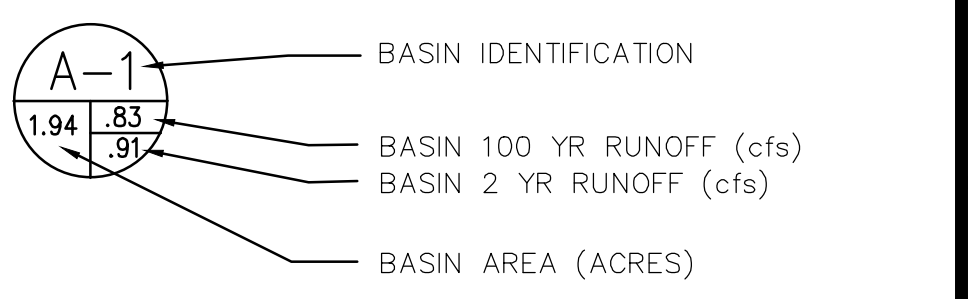 A-1
BASIN IDENTIFICATION
1.94
.83
.91
BASIN 100 YR RUNOFF (cfs)
BASIN 2 YR RUNOFF (cfs)
BASIN AREA (ACRES)